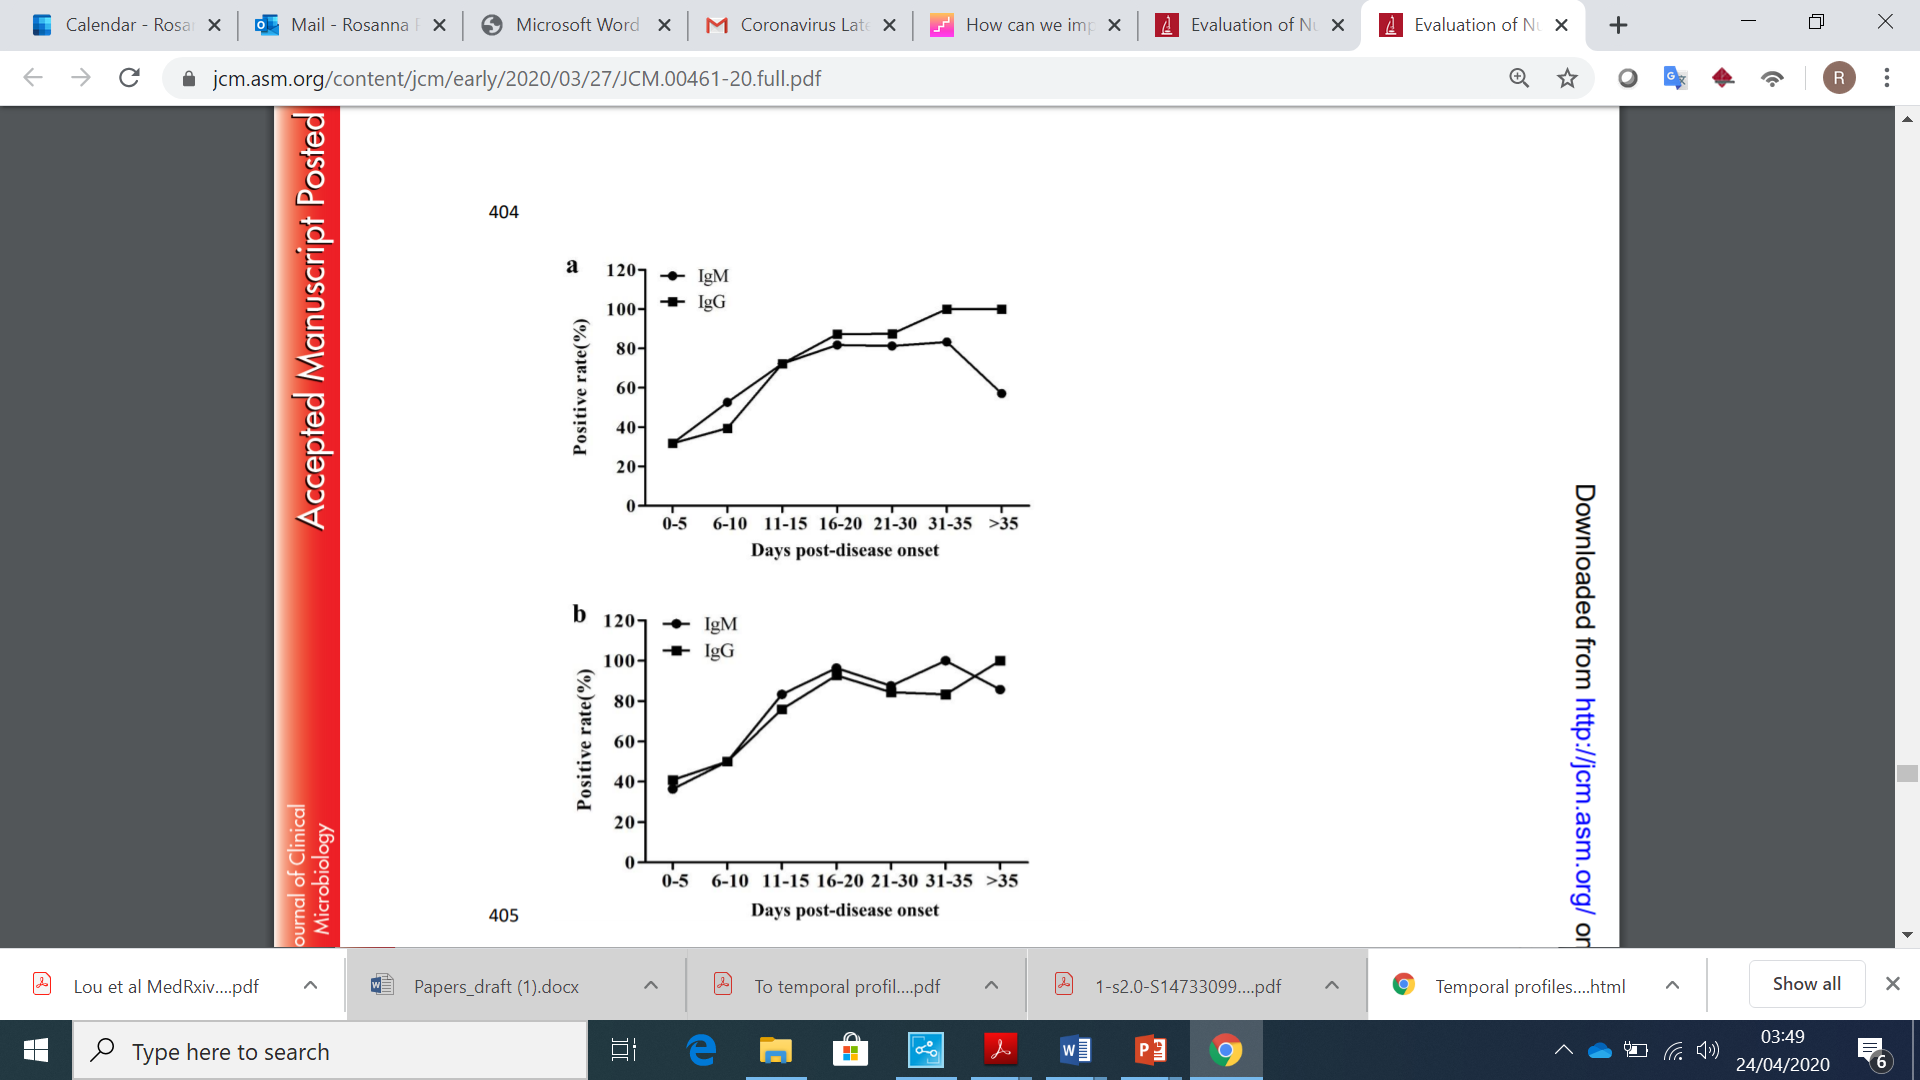 Calendar - Rosan
Mail - Rosanna F
Microsoft Word
Coronavirus Late
How can we imp
Evaluation of Nu
Evaluation of Nu
jcm.asm.org/content/jcm/early/2020/03/27/JCM.00461-20.full.pdf
R
Accepted Manuscript Posted
ournal of Clinical
Microbiology
404
a
IgM
IgG
120
100
80
60
40
20
0
Positive rate(%)
0-5 6-10 11-15 16-20 21-30 31-35 >35
Days post-disease onset
b
IgM
IgG
120
100
80
60
40
20
0
Positive rate(%)
0-5 6-10 11-15 16-20 21-30 31-35 >35
Days post-disease onset
405
Downloaded from http://jcm.asm.org/ on
Lou et al MedRxiv....pdf
Papers_draft (1).docx
To temporal profil....pdf
1-s2.0-S14733099....pdf
Temporal profiles....html
Show all
Type here to search
03:49
24/04/2020
6